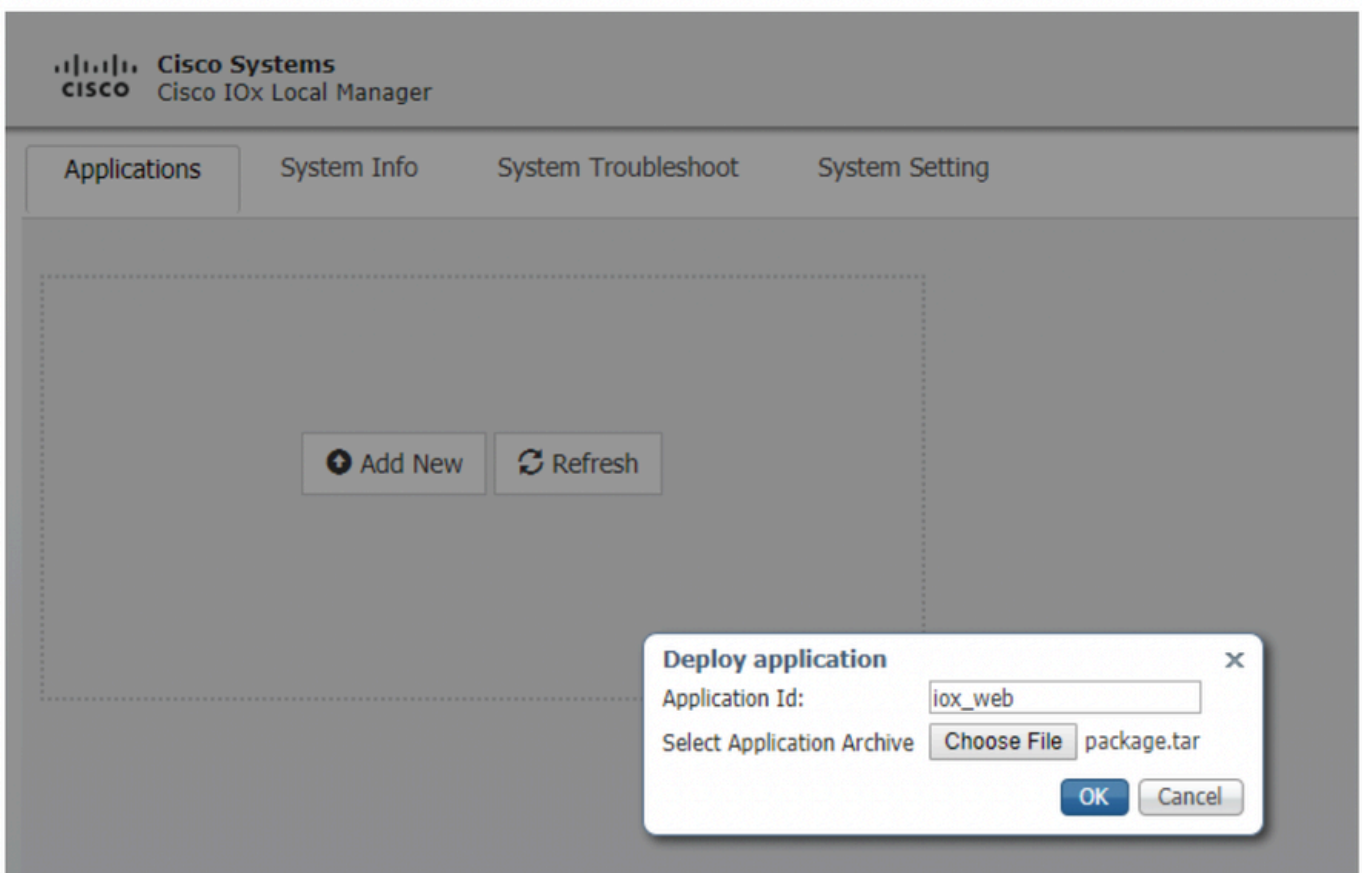 Cisco Systems
CISCO Cisco IOx Local Manager
Applications System Info System Troubleshoot System Setting
Add New Refresh
Deploy application X
Application Id: iox_web
Select Application Archive Choose File package.tar
OK Cancel